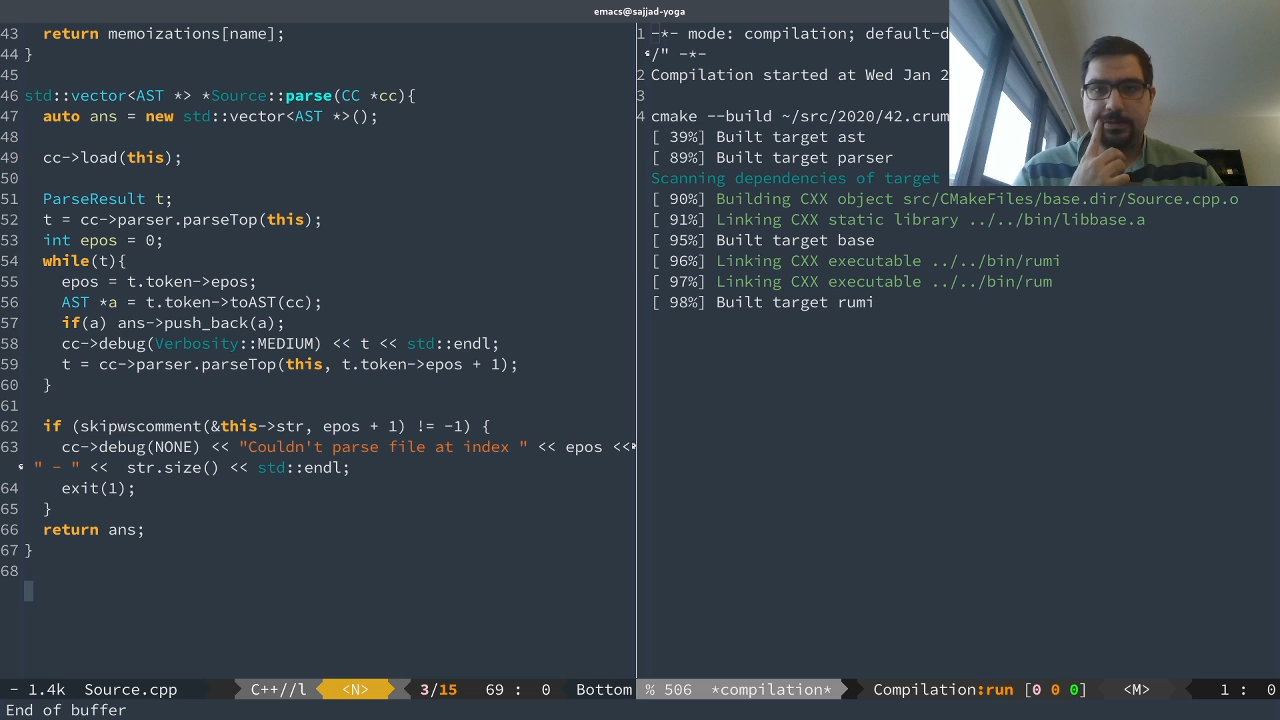 emacs@sajjad-yoga
43 return memoizations[name];
44 }
45
46 std::vector<AST *> *Source::parse(CC *cc){
47 auto ans = new std::vector<AST *>();
48
49 cc->load(this);
50
51 ParseResult t;
52 t = cc->parser.parseTop(this);
53 int epos = 0;
54 while(t){
55 epos = t.token->epos;
56 AST *a = t.token->toAST(cc);
57 if(a) ans->push_back(a);
58 cc->debug(Verbosity::MEDIUM) << t << std::endl;
59 t = cc->parser.parseTop(this, t.token->epos + 1);
60 }
61
62 if (skipwscomment(&this->str, epos + 1) != -1) {
63 cc->debug(NONE) << "Couldn't parse file at index " << epos <<
" - " << str.size() << std::endl;
64 exit(1);
65 }
66 return ans;
67 }
68
- 1.4k Source.cpp C++//l <N> 3/15 69 : 0 Bottom
End of buffer
1 -*- mode: compilation; default-d
/" -*-
2 Compilation started at Wed Jan 2
3
4 cmake --build ~/src/2020/42.crum
[ 39%] Built target ast
[ 89%] Built target parser
Scanning dependencies of target
[ 90%] Building CXX object src/CMakeFiles/base.dir/Source.cpp.o
[ 91%] Linking CXX static library ../../bin/libbase.a
[ 95%] Built target base
[ 96%] Linking CXX executable ../../bin/rumi
[ 97%] Linking CXX executable ../../bin/rum
[ 98%] Built target rumi
% 506 *compilation* Compilation:run [0 0 0] <M> 1 : 0